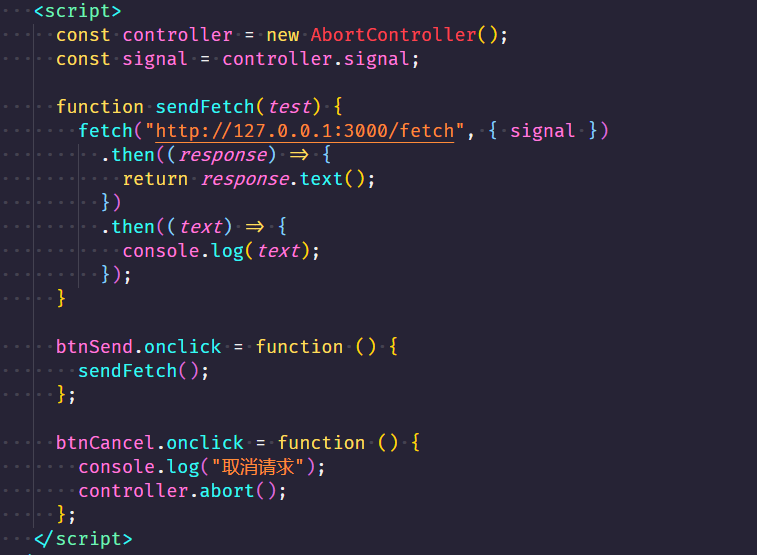 <script>
const controller = new AbortController();
const signal = controller.signal;
function sendFetch(test) {
fetch("http://127.0.0.1:3000/fetch", { signal })
.then((response) => {
return response.text();
})
.then((text) => {
console.log(text);
});
}
btnSend.onclick = function () {
sendFetch();
};
btnCancel.onclick = function () {
console.log("取消请求");
controller.abort();
};
</script>